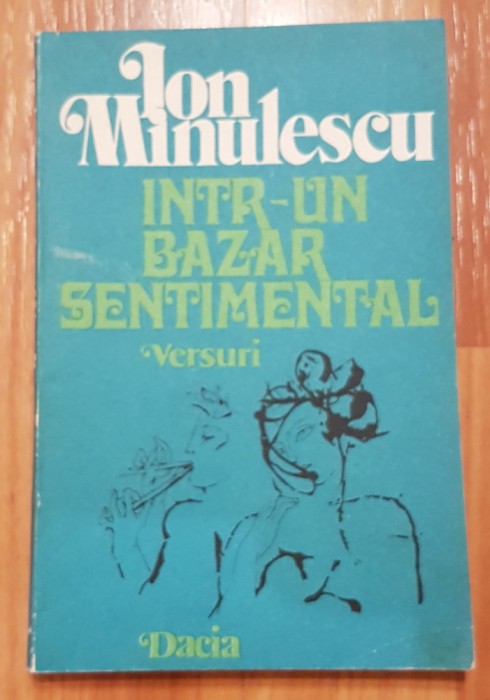 Ion
Minulescu
INTR-UN
BAZAR
SENTIMENTAL
Versuri
Dacia